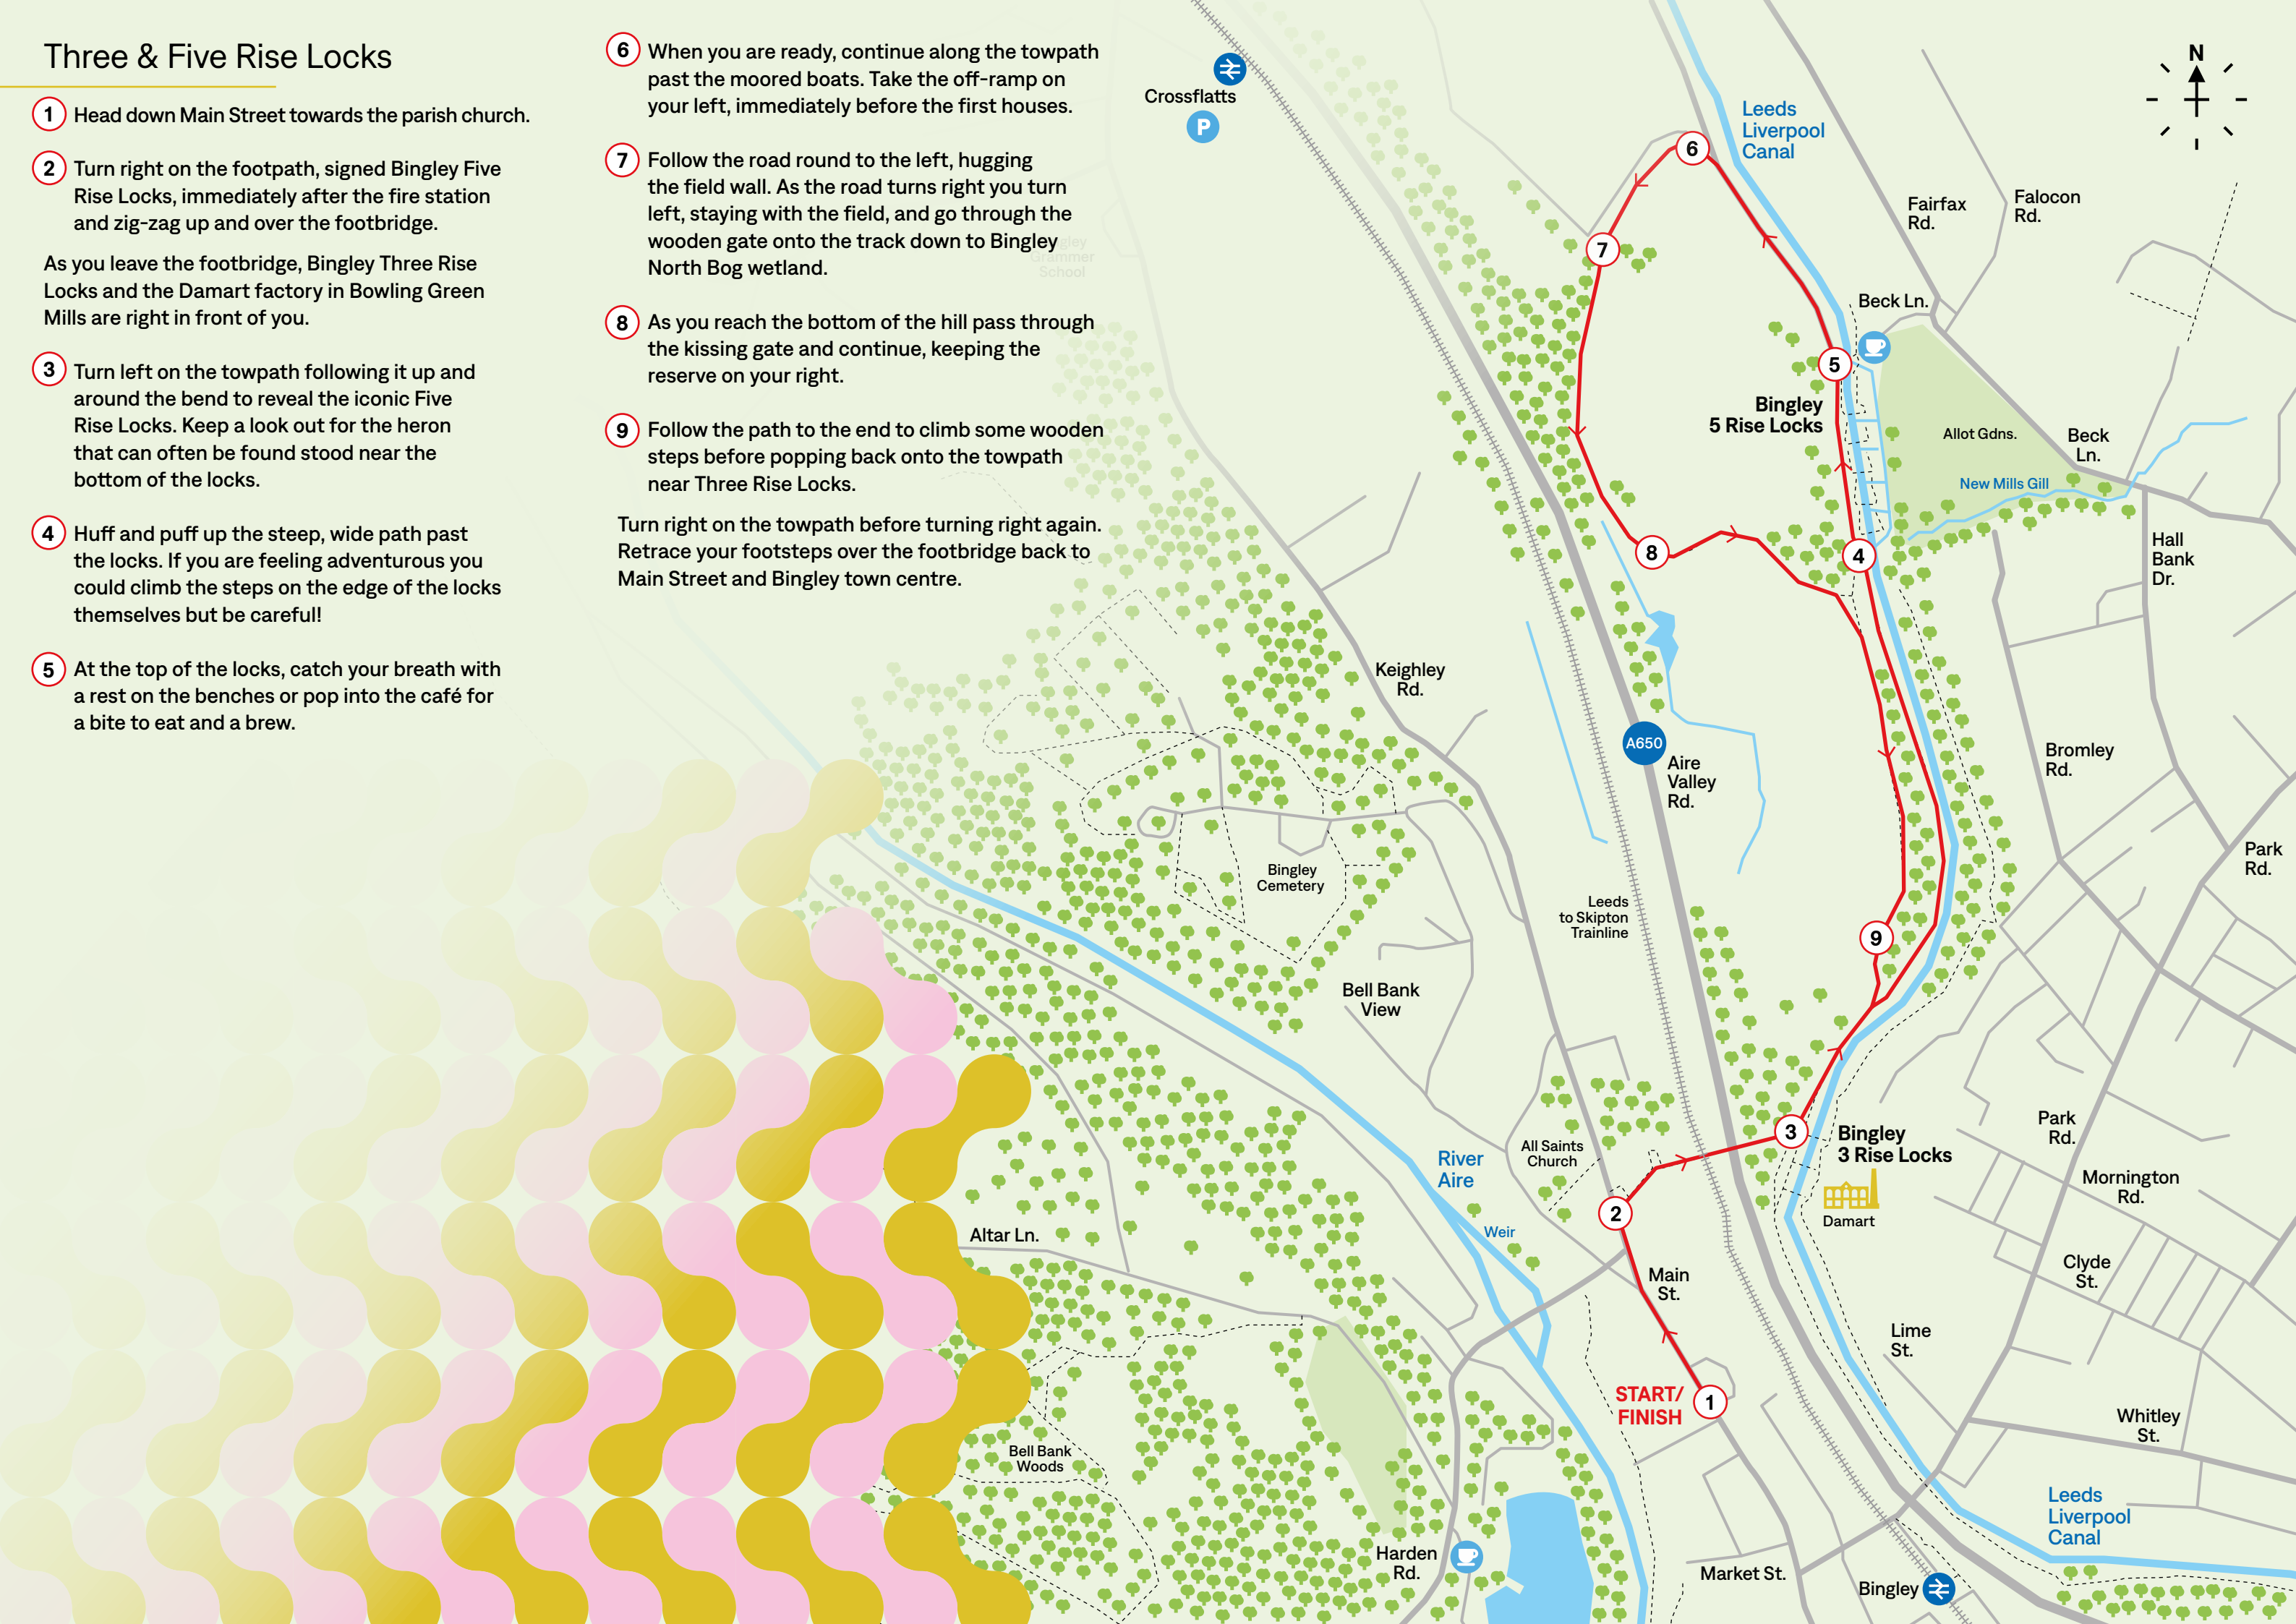 Three & Five Rise Locks
1 Head down Main Street towards the parish church.
2 Turn right on the footpath, signed Bingley Five
Rise Locks, immediately after the fire station
and zig-zag up and over the footbridge.
As you leave the footbridge, Bingley Three Rise
Locks and the Damart factory in Bowling Green
Mills are right in front of you.
3 Turn left on the towpath following it up and
around the bend to reveal the iconic Five
Rise Locks. Keep a look out for the heron
that can often be found stood near the
bottom of the locks.
4 Huff and puff up the steep, wide path past
the locks. If you are feeling adventurous you
could climb the steps on the edge of the locks
themselves but be careful!
5 At the top of the locks, catch your breath with
a rest on the benches or pop into the café for
a bite to eat and a brew.
6 When you are ready, continue along the towpath
past the moored boats. Take the off-ramp on
your left, immediately before the first houses.
7 Follow the road round to the left, hugging
the field wall. As the road turns right you turn
left, staying with the field, and go through the
wooden gate onto the track down to Bingley
North Bog wetland.
8 As you reach the bottom of the hill pass through
the kissing gate and continue, keeping the
reserve on your right.
9 Follow the path to the end to climb some wooden
steps before popping back onto the towpath
near Three Rise Locks.
Turn right on the towpath before turning right again.
Retrace your footsteps over the footbridge back to
Main Street and Bingley town centre.
Grammer
School
Crossflatts
P
N
Leeds
Liverpool
Canal
6
Fairfax
Rd.
Falocon
Rd.
7
Beck Ln.
5
Bingley
5 Rise Locks
Allot Gdns.
Beck
Ln.
New Mills Gill
8
4
Hall
Bank
Dr.
Keighley
Rd.
A650
Aire
Valley
Rd.
Bromley
Rd.
Park
Rd.
Bingley
Cemetery
Leeds
to Skipton
Trainline
9
Bell Bank
View
3
Bingley
3 Rise Locks
Damart
Park
Rd.
Mornington
Rd.
All Saints
Church
River
Aire
Weir
2
Altar Ln.
Main
St.
Clyde
St.
Lime
St.
START/
FINISH
1
Whitley
St.
Bell Bank
Woods
Leeds
Liverpool
Canal
Harden
Rd.
Market St.
Bingley